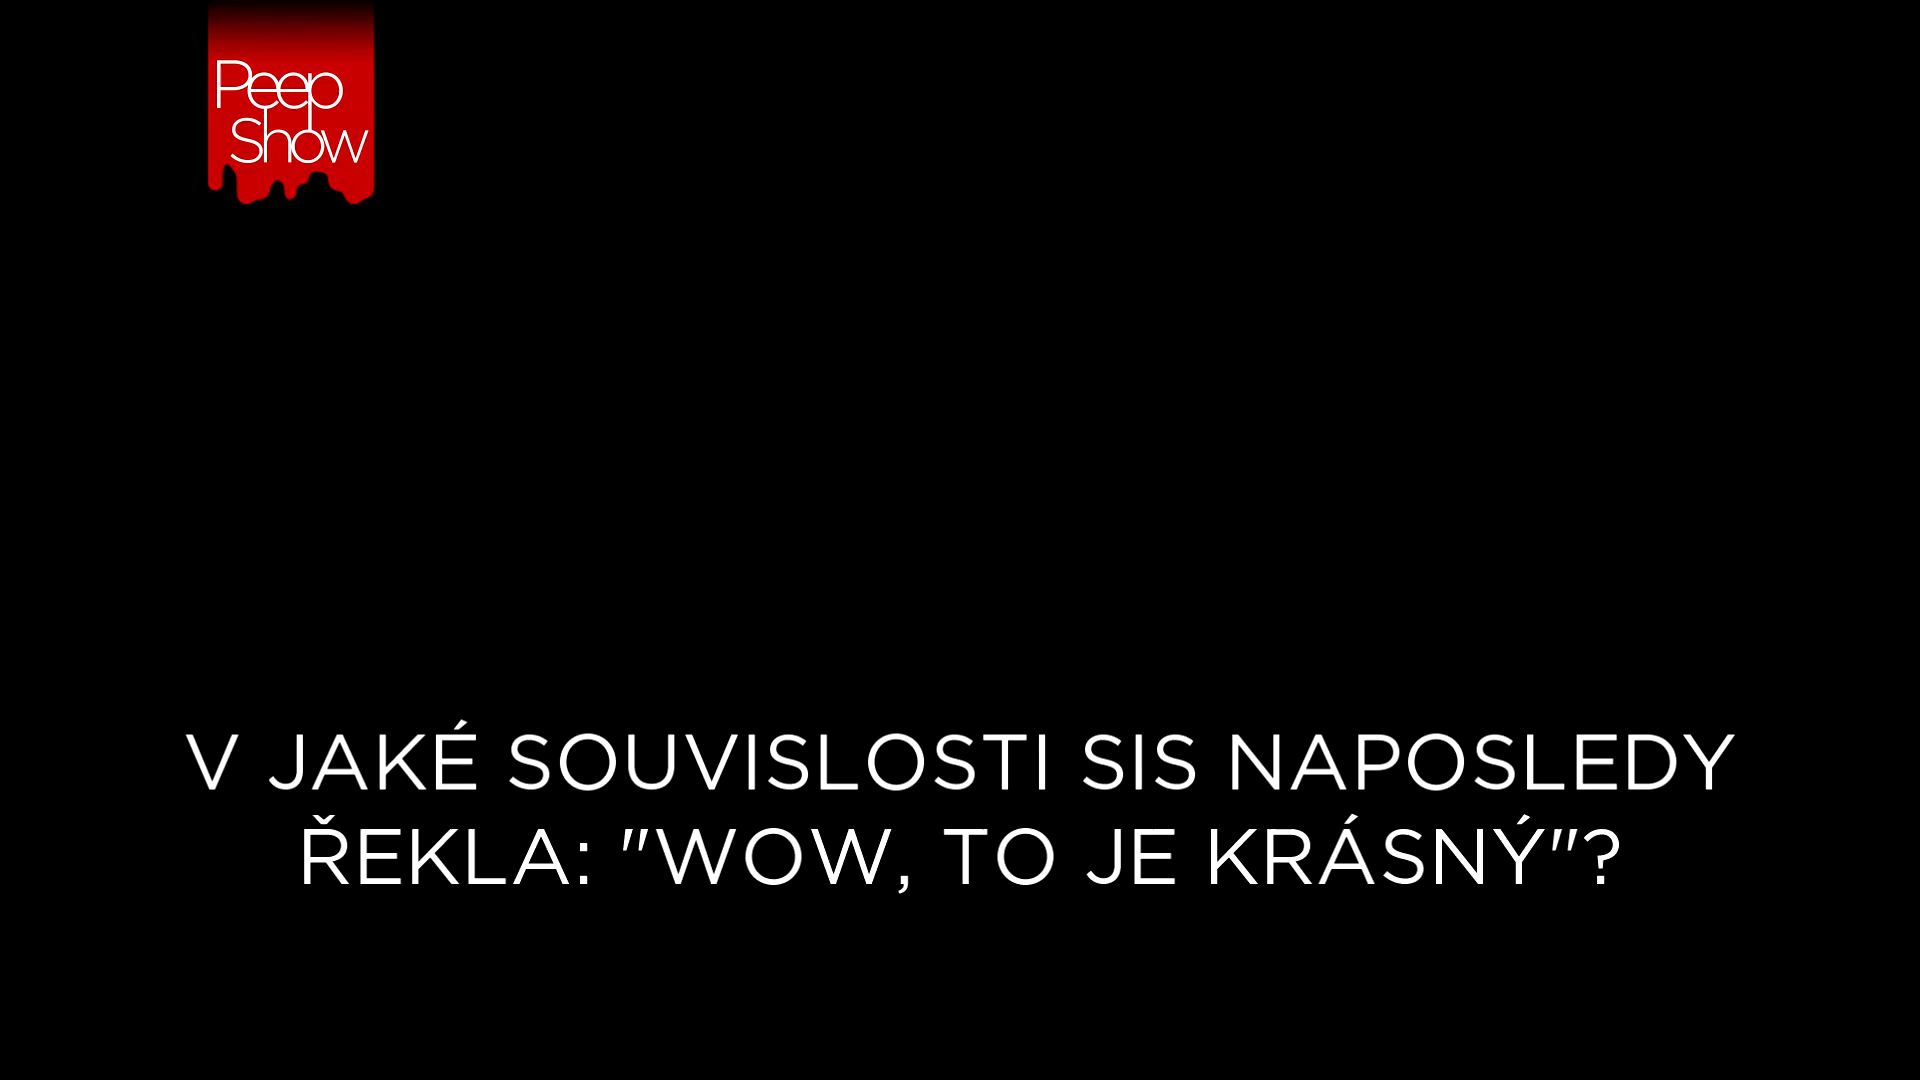 Peep
Show
V JAKÉ SOUVISLOSTI SIS NAPOSLEDY
ŘEKLA: "WOW, TO JE KRÁSNÝ"?